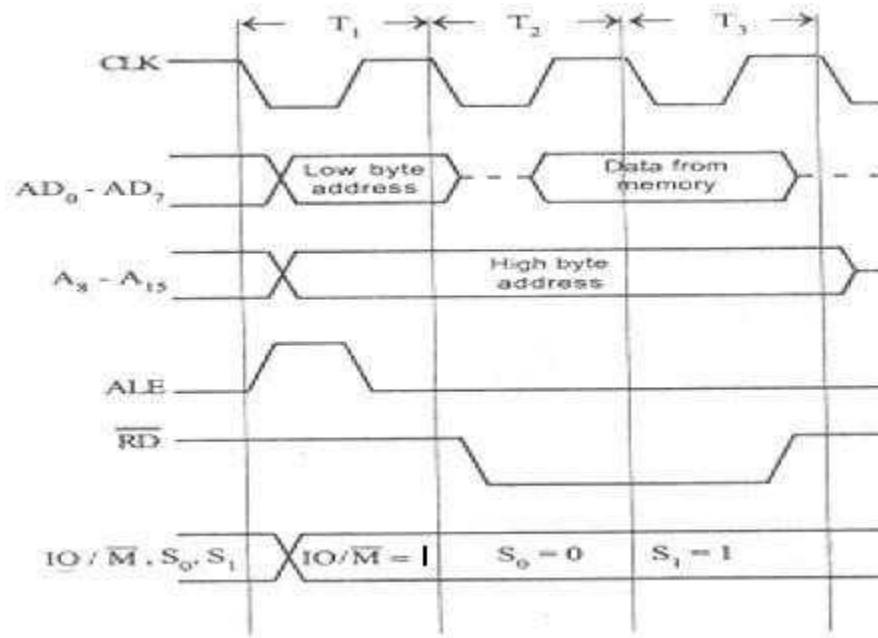 T₁ T₂ T₃
CLK
AD₀ - AD₇
Low byte address
Data from memory
A₈ - A₁₅
High byte address
ALE
R̅D̅
IO / M̅ , S₀, S₁
IO/M̅ = 1
S₀ = 0
S₁ = 1